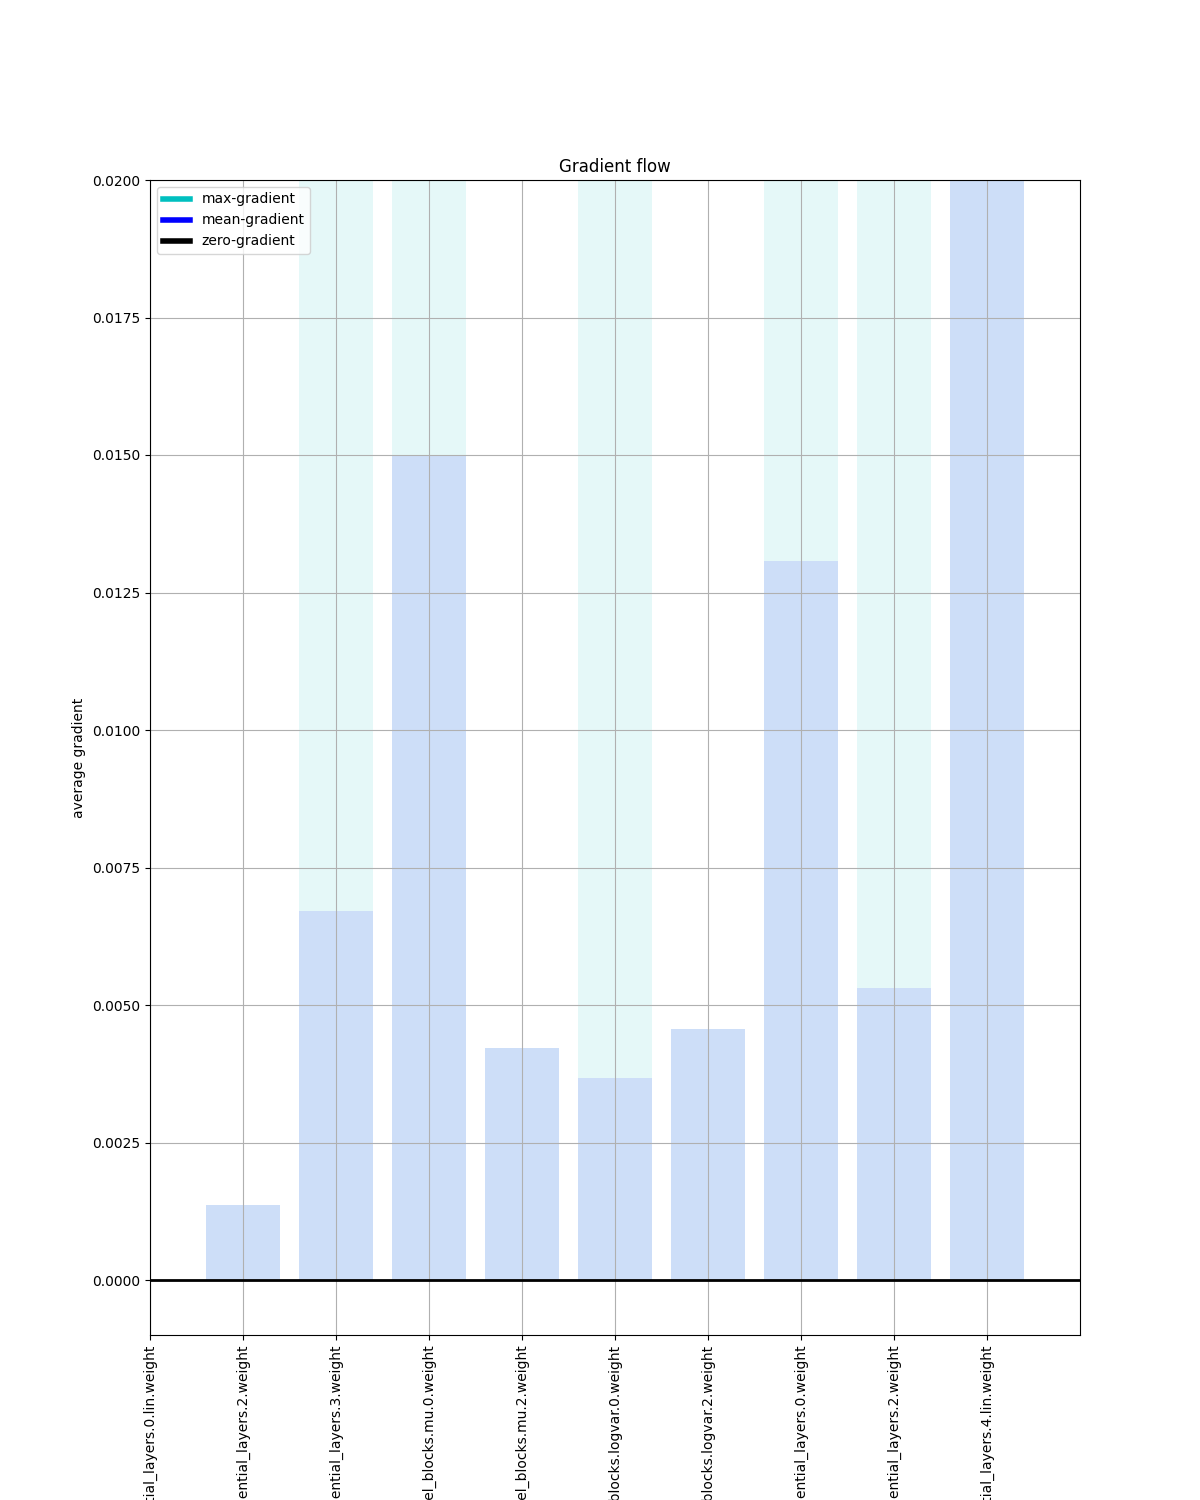 Gradient flow
max-gradient
mean-gradient
zero-gradient
0.0200
0.0175
0.0150
0.0125
0.0100
0.0075
0.0050
0.0025
0.0000
average gradient
tial_layers.0.lin.weight
ential_layers.2.weight
ential_layers.3.weight
el_blocks.mu.0.weight
el_blocks.mu.2.weight
blocks.logvar.0.weight
blocks.logvar.2.weight
ential_layers.0.weight
ential_layers.2.weight
tial_layers.4.lin.weight